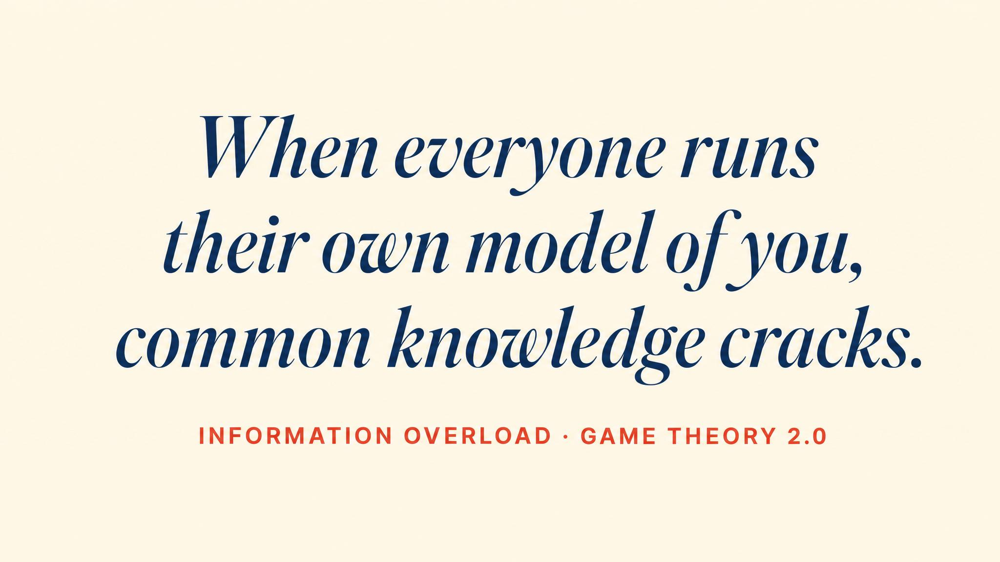 When everyone runs
their own model of you,
common knowledge cracks.
INFORMATION OVERLOAD · GAME THEORY 2.0